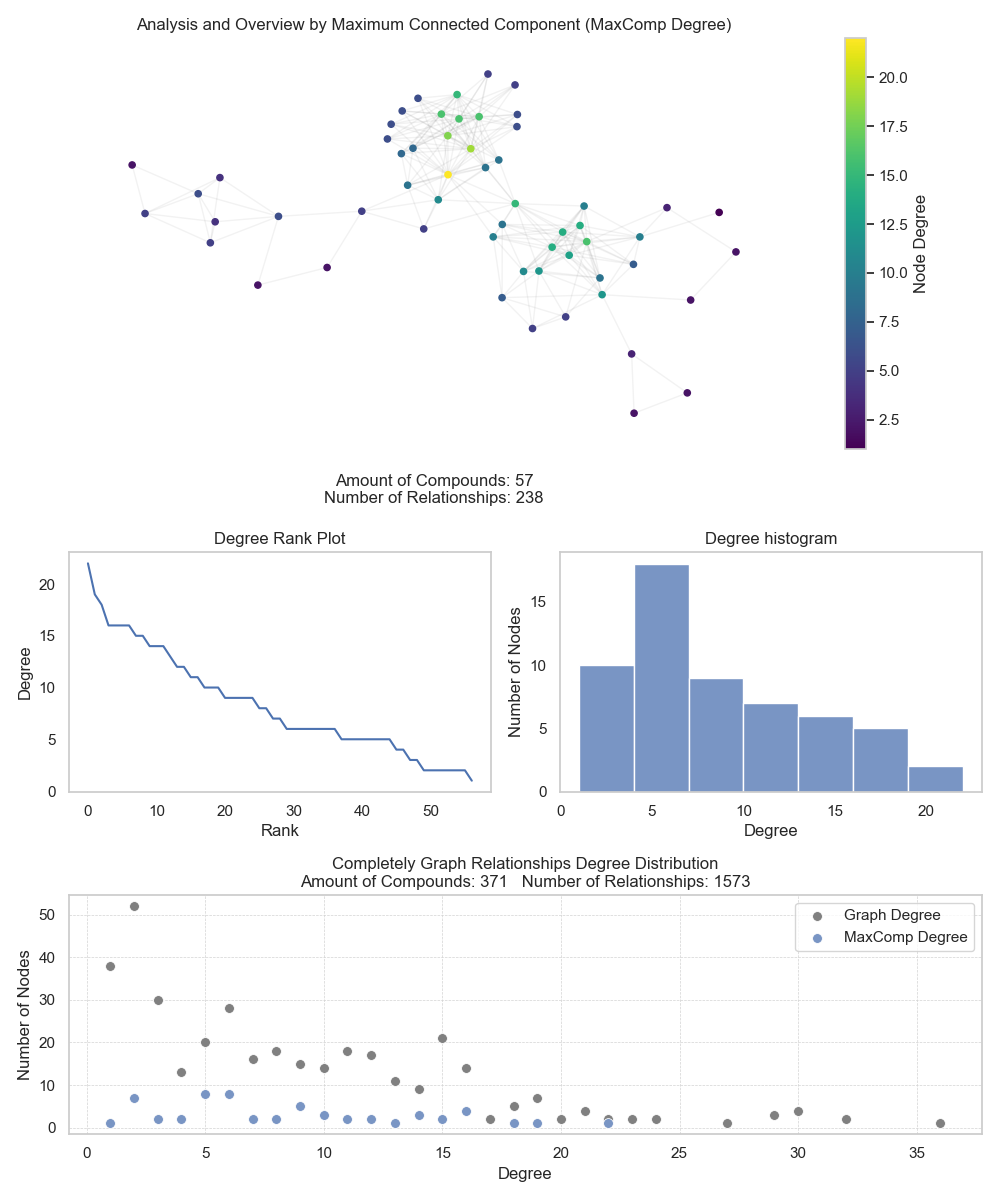 Analysis and Overview by Maximum Connected Component (MaxComp Degree)
20.0
17.5
15.0
12.5
10.0
7.5
5.0
2.5
Node Degree
Amount of Compounds: 57
Number of Relationships: 238
Degree Rank Plot
20
15
10
5
0
Degree
0 10 20 30 40 50
Rank
Degree histogram
15
10
5
0
Number of Nodes
0 5 10 15 20
Degree
Completely Graph Relationships Degree Distribution
Amount of Compounds: 371   Number of Relationships: 1573
Graph Degree
MaxComp Degree
50
40
30
20
10
0
Number of Nodes
0 5 10 15 20 25 30 35
Degree